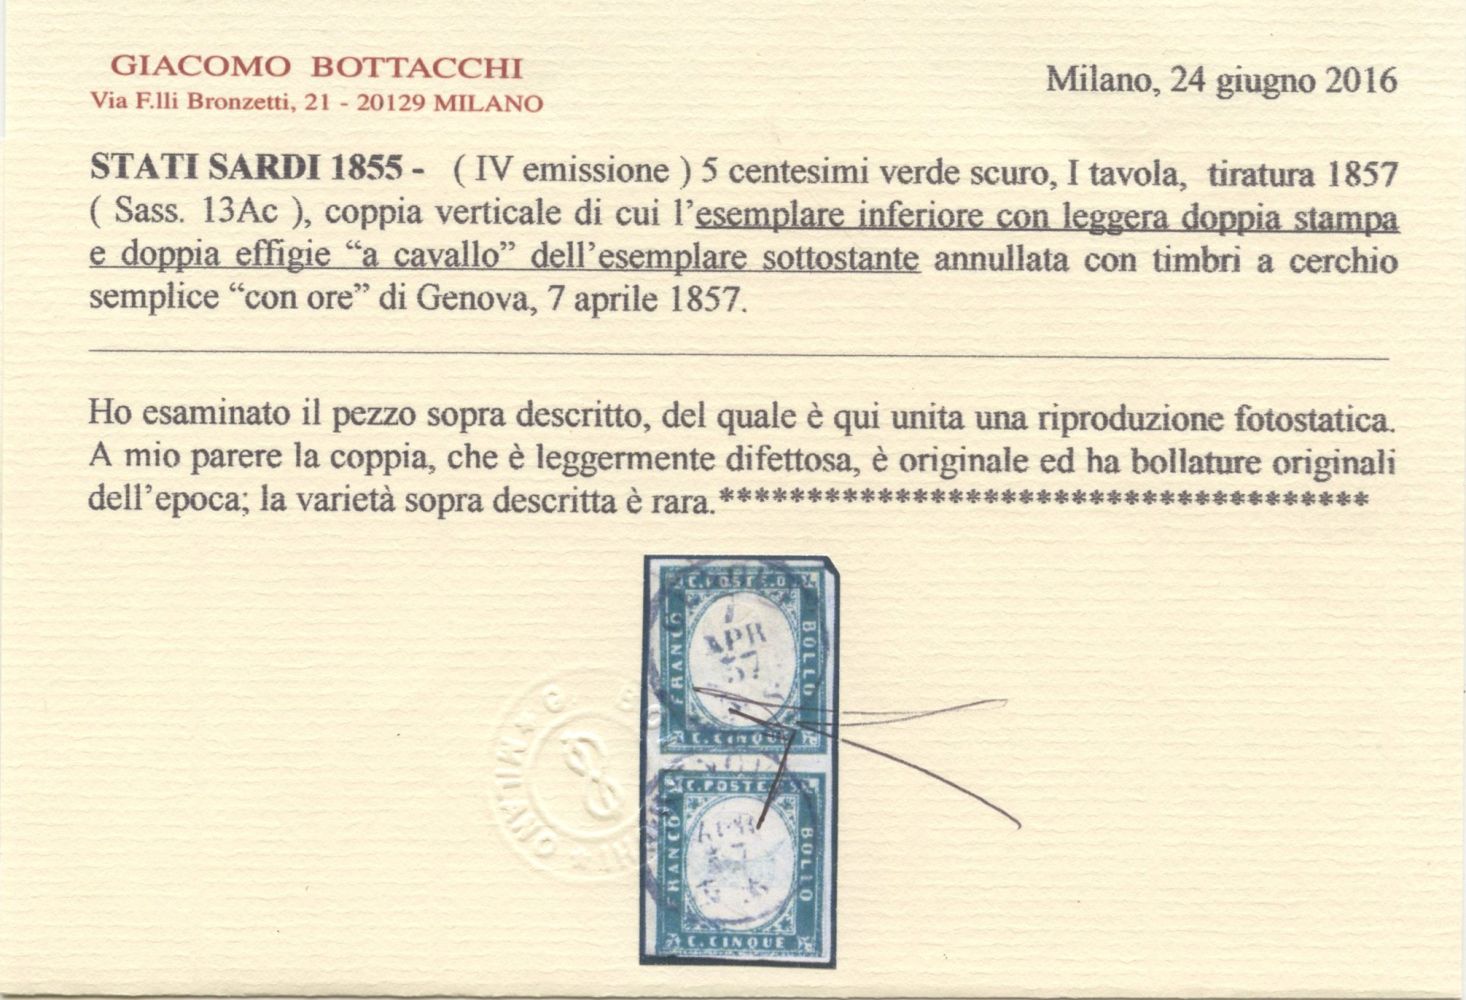 GIACOMO BOTTACCHI
Via F.lli Bronzetti, 21 - 20129 MILANO
Milano, 24 giugno 2016
STATI SARDI 1855 - ( IV emissione ) 5 centesimi verde scuro, I tavola, tiratura 1857
( Sass. 13Ac ), coppia verticale di cui l’esemplare inferiore con leggera doppia stampa
e doppia effigie “a cavallo” dell’esemplare sottostante annullata con timbri a cerchio
semplice “con ore” di Genova, 7 aprile 1857.
Ho esaminato il pezzo sopra descritto, del quale è qui unita una riproduzione fotostatica.
A mio parere la coppia, che è leggermente difettosa, è originale ed ha bollature originali
dell’epoca; la varietà sopra descritta è rara.*************************************
C. POSTE
FRANCO
BOLLO
7
APR
57
C. CINQUE
C. POSTE
FRANCO
BOLLO
C. CINQUE
MILANO